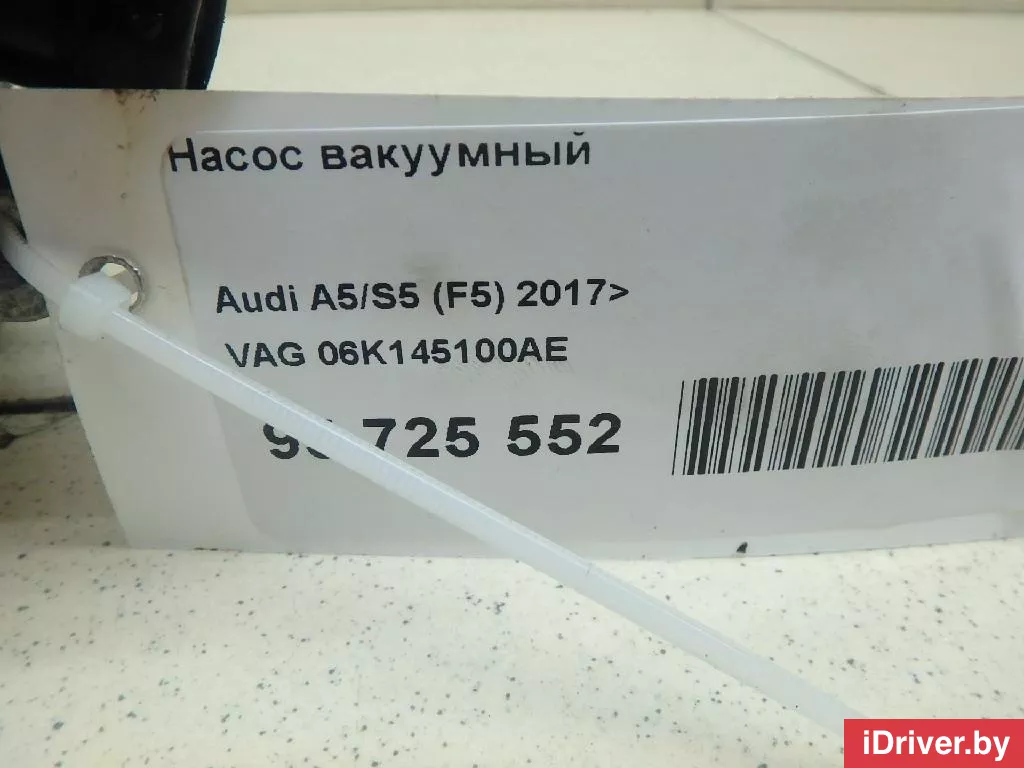 Насос вакуумный
Audi A5/S5 (F5) 2017>
VAG 06K145100AE
725 552
iDriver.by